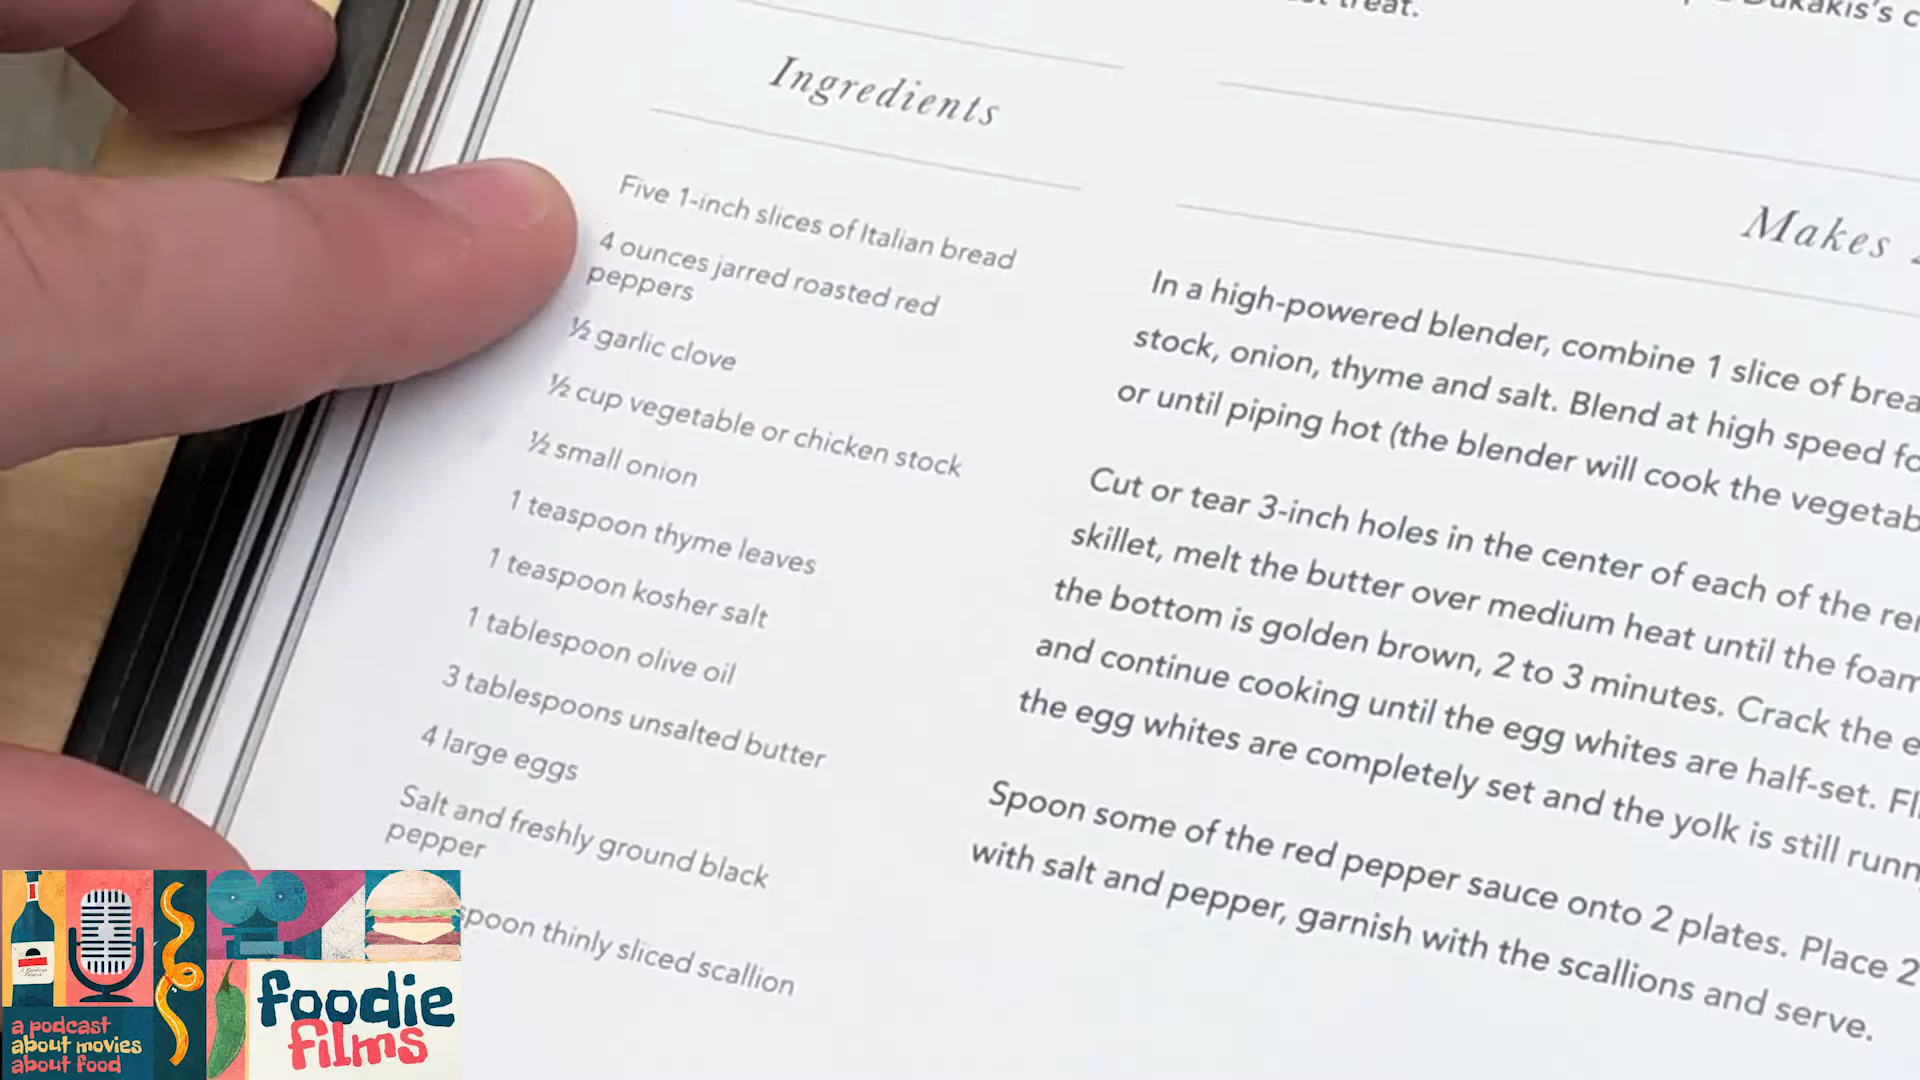 treat.
Dukakis's
Ingredients
Five 1-inch slices of Italian bread
4 ounces jarred roasted red
peppers
½ garlic clove
½ cup vegetable or chicken stock
½ small onion
1 teaspoon thyme leaves
1 teaspoon kosher salt
1 tablespoon olive oil
3 tablespoons unsalted butter
4 large eggs
Salt and freshly ground black
pepper
spoon thinly sliced scallion
Makes
In a high-powered blender, combine 1 slice of brea
stock, onion, thyme and salt. Blend at high speed fo
or until piping hot (the blender will cook the vegetab
Cut or tear 3-inch holes in the center of each of the
skillet, melt the butter over medium heat until the foam
the bottom is golden brown, 2 to 3 minutes. Crack the e
and continue cooking until the egg whites are half-set. Fl
the egg whites are completely set and the yolk is still runn
Spoon some of the red pepper sauce onto 2 plates. Place 2
with salt and pepper, garnish with the scallions and serve.
a podcast
about movies
about food
foodie
films